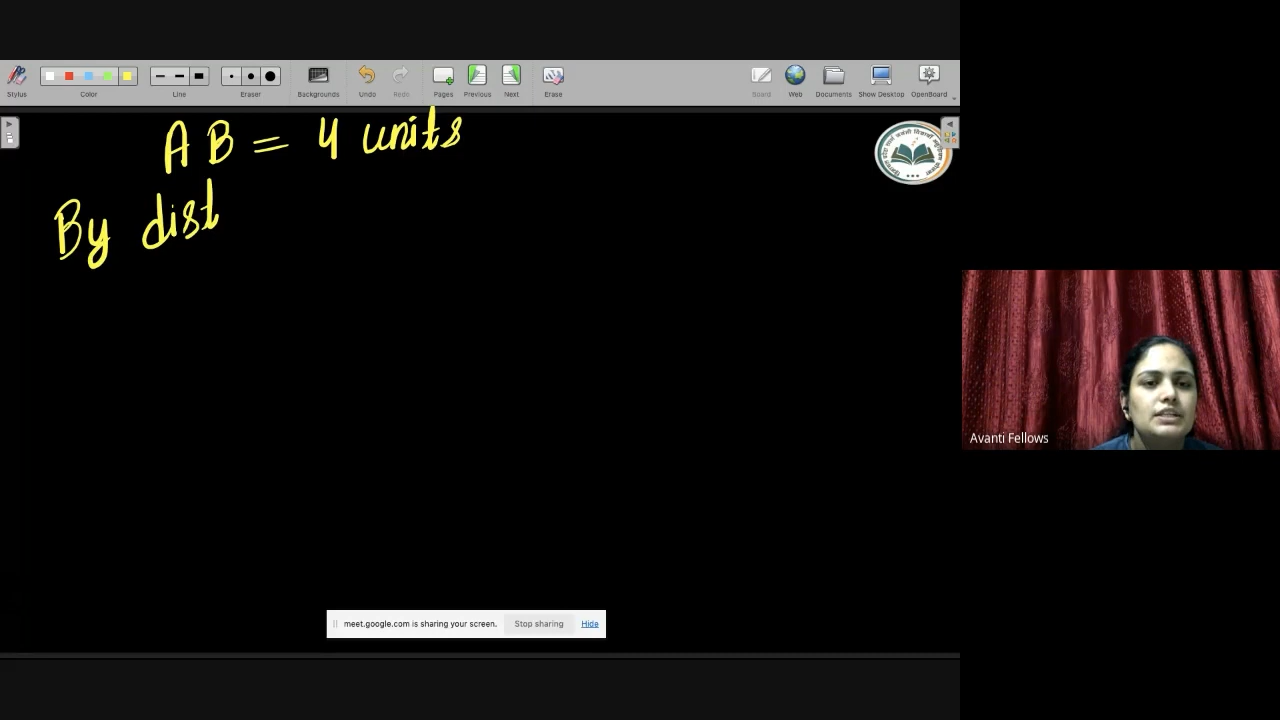 Stylus Color Line Eraser Backgrounds Undo Redo Pages Previous Next Erase Board Web Documents Show Desktop OpenBoard
AB = 4 units
By dist
Avanti Fellows
meet.google.com is sharing your screen. Stop sharing Hide